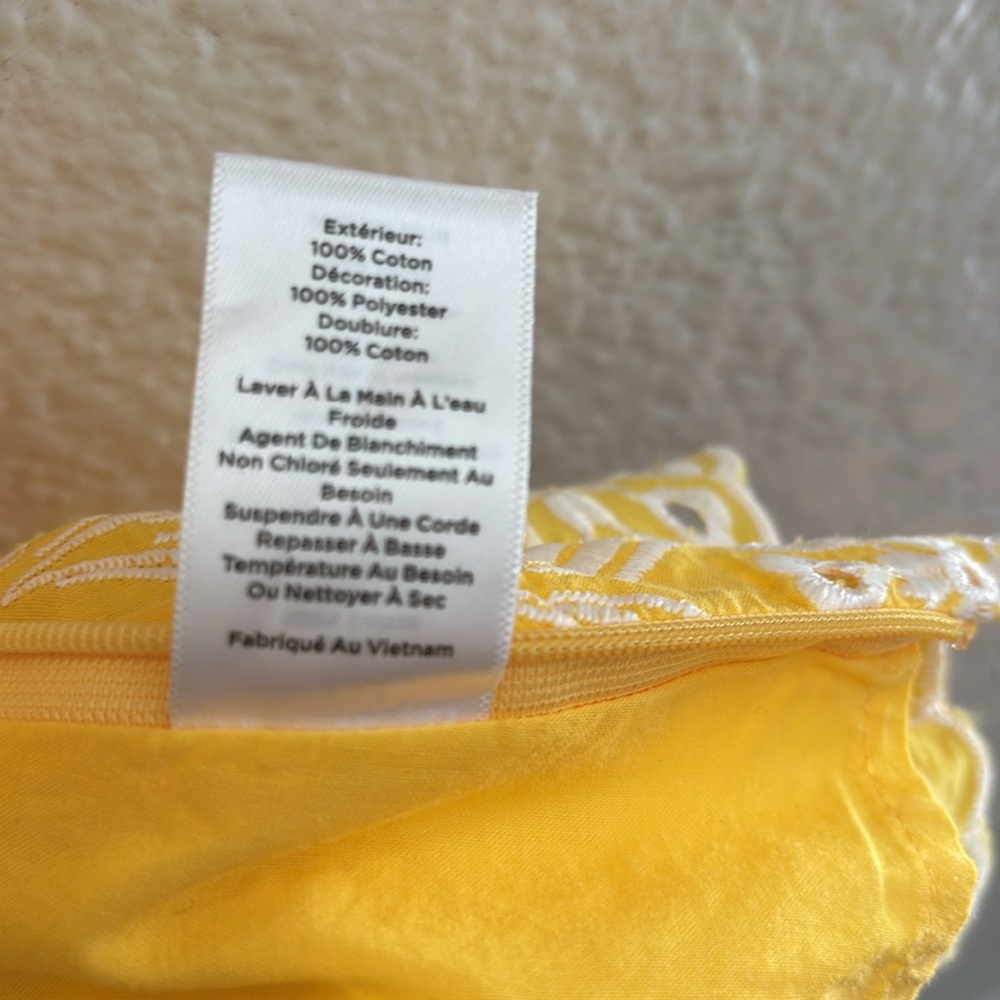 Extérieur:
100% Coton
Décoration:
100% Polyester
Doublure:
100% Coton
Laver À La Main À L'eau
Froide
Agent De Blanchiment
Non Chloré Seulement Au
Besoin
Suspendre À Une Corde
Repasser À Basse
Température Au Besoin
Ou Nettoyer À Sec
Fabriqué Au Vietnam